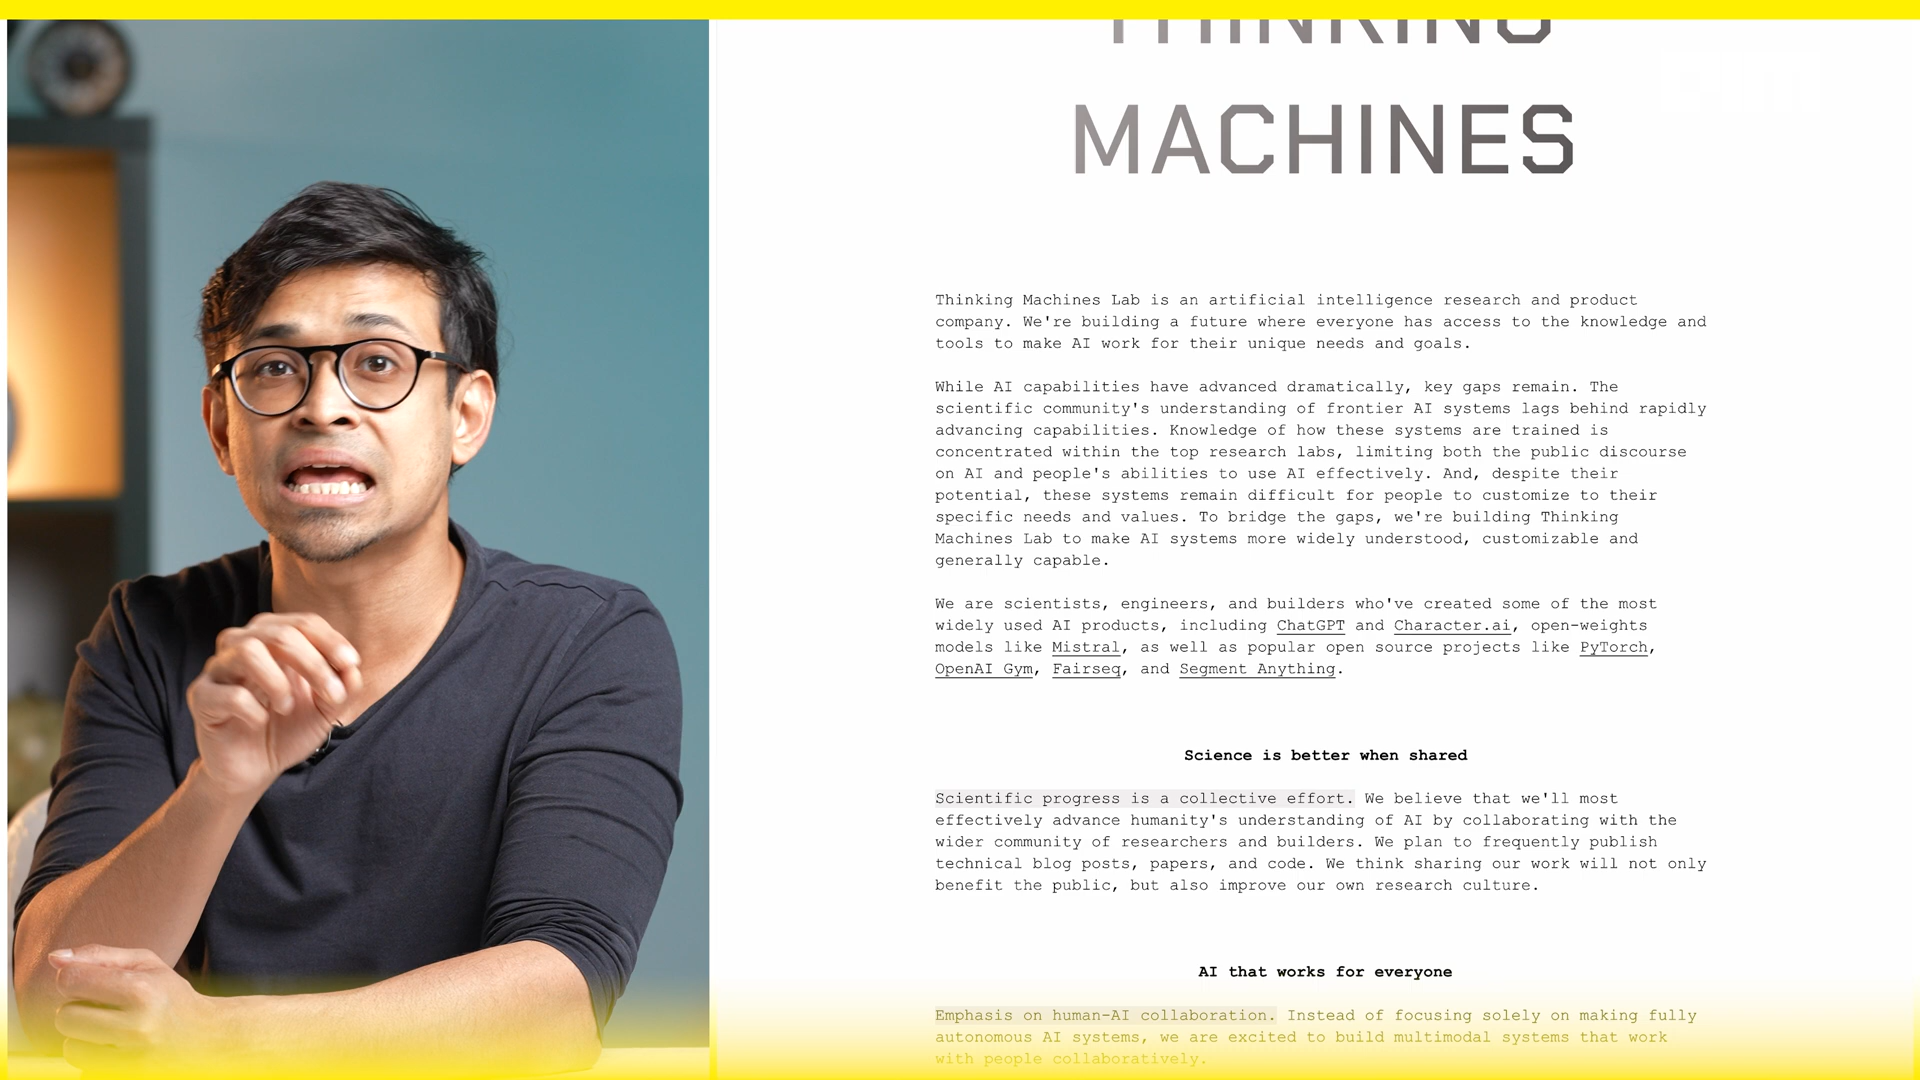 THINKING
MACHINES
Thinking Machines Lab is an artificial intelligence research and product
company. We're building a future where everyone has access to the knowledge and
tools to make AI work for their unique needs and goals.
While AI capabilities have advanced dramatically, key gaps remain. The
scientific community's understanding of frontier AI systems lags behind rapidly
advancing capabilities. Knowledge of how these systems are trained is
concentrated within the top research labs, limiting both the public discourse
on AI and people's abilities to use AI effectively. And, despite their
potential, these systems remain difficult for people to customize to their
specific needs and values. To bridge the gaps, we're building Thinking
Machines Lab to make AI systems more widely understood, customizable and
generally capable.
We are scientists, engineers, and builders who've created some of the most
widely used AI products, including ChatGPT and Character.ai, open-weights
models like Mistral, as well as popular open source projects like PyTorch,
OpenAI Gym, Fairseq, and Segment Anything.
Science is better when shared
Scientific progress is a collective effort. We believe that we'll most
effectively advance humanity's understanding of AI by collaborating with the
wider community of researchers and builders. We plan to frequently publish
technical blog posts, papers, and code. We think sharing our work will not only
benefit the public, but also improve our own research culture.
AI that works for everyone
Emphasis on human-AI collaboration. Instead of focusing solely on making fully
autonomous AI systems, we are excited to build multimodal systems that work
with people collaboratively.